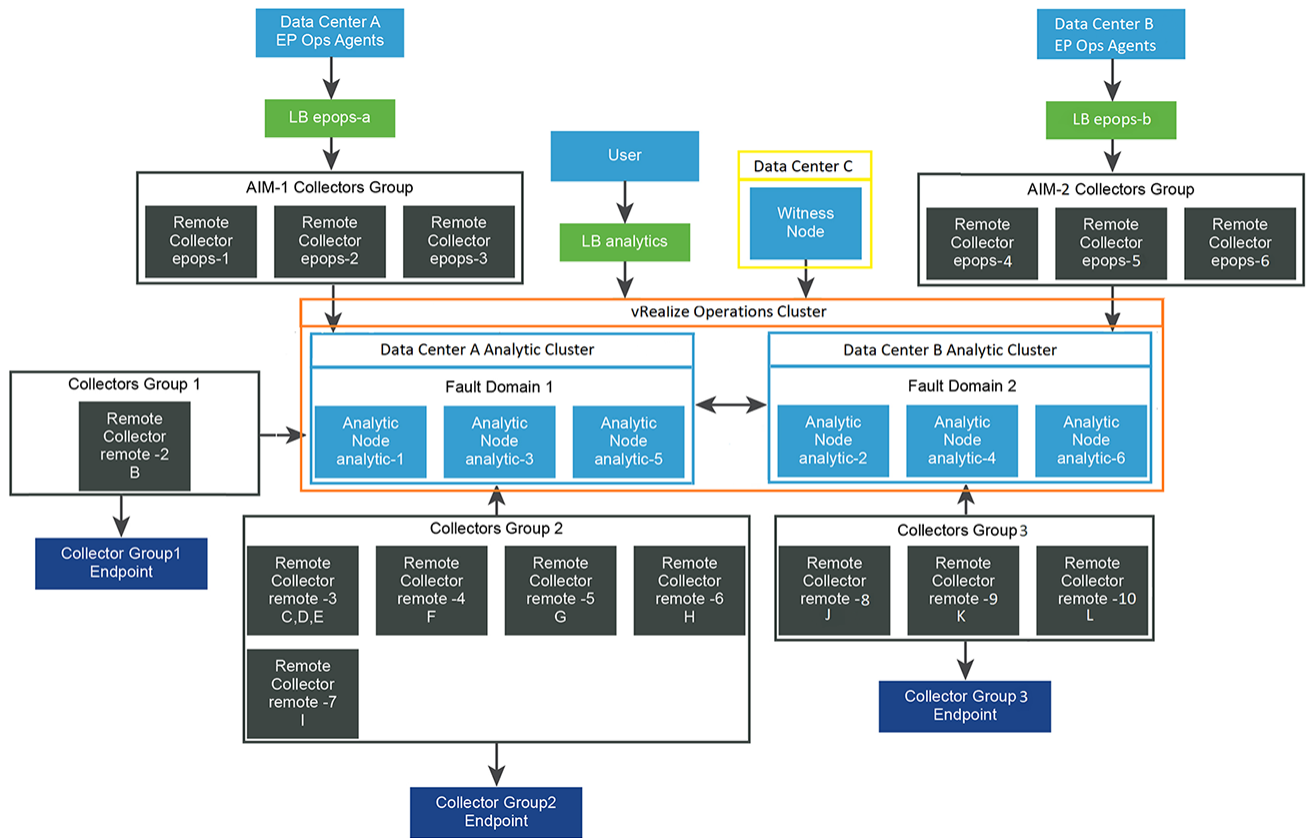 Data Center A
EP Ops Agents
Data Center B
EP Ops Agents
LB epops-a
LB epops-b
User
Data Center C
Witness
Node
LB analytics
AIM-1 Collectors Group
Remote
Collector
epops-1
Remote
Collector
epops-2
Remote
Collector
epops-3
AIM-2 Collectors Group
Remote
Collector
epops-4
Remote
Collector
epops-5
Remote
Collector
epops-6
vRealize Operations Cluster
Data Center A Analytic Cluster
Fault Domain 1
Analytic
Node
analytic-1
Analytic
Node
analytic-3
Analytic
Node
analytic-5
Data Center B Analytic Cluster
Fault Domain 2
Analytic
Node
analytic-2
Analytic
Node
analytic-4
Analytic
Node
analytic-6
Collectors Group 1
Remote
Collector
remote -2
B
Collector Group1
Endpoint
Collectors Group 2
Remote
Collector
remote -3
C,D,E
Remote
Collector
remote -4
F
Remote
Collector
remote -5
G
Remote
Collector
remote -6
H
Remote
Collector
remote -7
I
Collector Group2
Endpoint
Collectors Group 3
Remote
Collector
remote -8
J
Remote
Collector
remote -9
K
Remote
Collector
remote -10
L
Collector Group 3
Endpoint